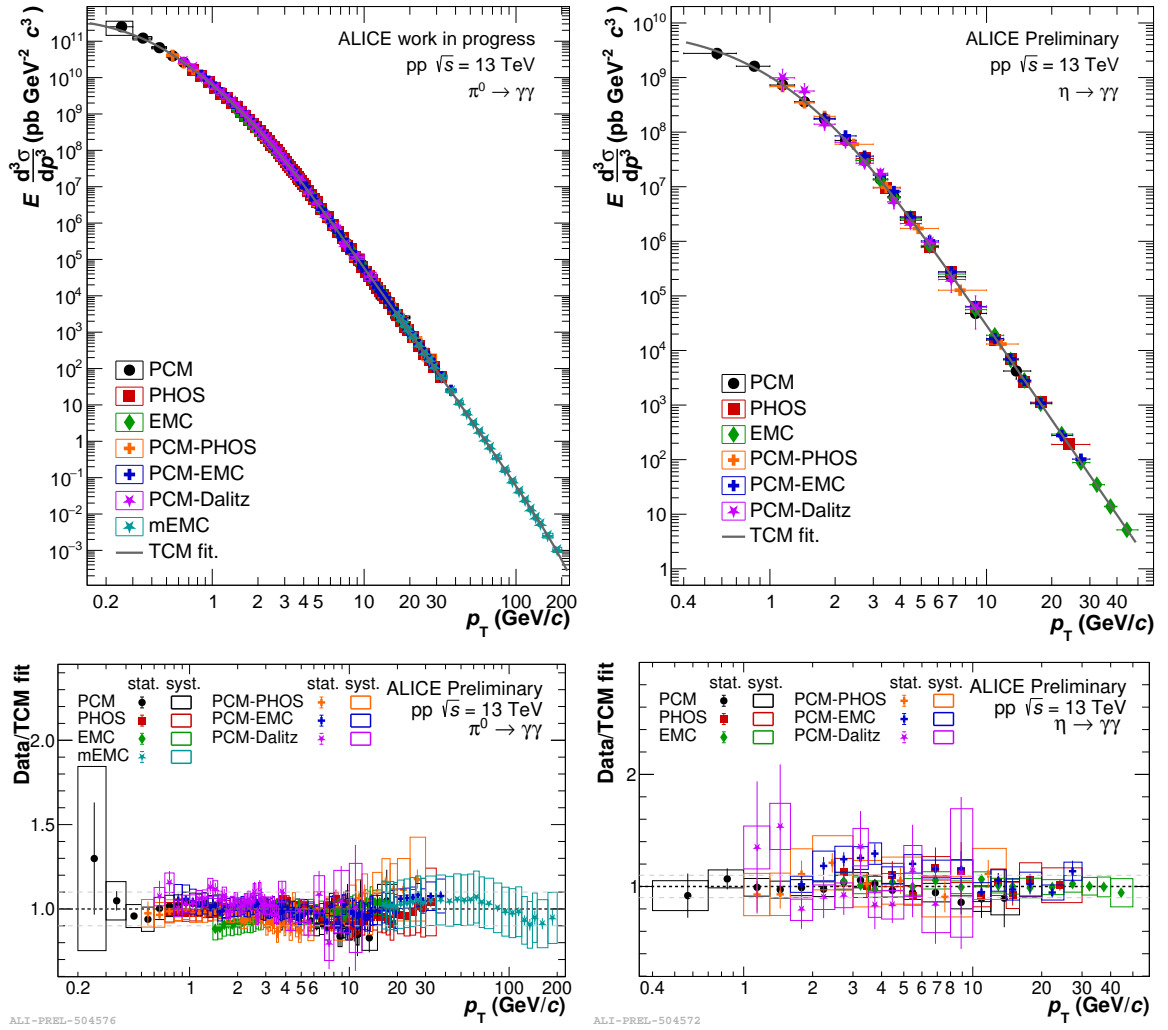 ALICE work in progress
pp √s = 13 TeV
π⁰ → γγ
E d³σ/dp³ (pb GeV⁻² c³)
10¹¹
10¹⁰
10⁹
10⁸
10⁷
10⁶
10⁵
10⁴
10³
10²
10
1
10⁻¹
10⁻²
10⁻³
PCM
PHOS
EMC
PCM-PHOS
PCM-EMC
PCM-Dalitz
mEMC
TCM fit.
0.2 1 2 3 4 5 10 20 30 100 200
p_T (GeV/c)
ALICE Preliminary
pp √s = 13 TeV
η → γγ
E d³σ/dp³ (pb GeV⁻² c³)
10¹⁰
10⁹
10⁸
10⁷
10⁶
10⁵
10⁴
10³
10²
10
1
PCM
PHOS
EMC
PCM-PHOS
PCM-EMC
PCM-Dalitz
TCM fit.
0.4 1 2 3 4 5 6 7 10 20 30 40
p_T (GeV/c)
Data/TCM fit
stat. syst. stat. syst.
PCM PCM-PHOS
PHOS PCM-EMC
EMC PCM-Dalitz
mEMC
ALICE Preliminary
pp √s = 13 TeV
π⁰ → γγ
2.0
1.5
1.0
0.2 1 2 3 4 5 6 10 20 30 100 200
p_T (GeV/c)
ALI-PREL-504576
Data/TCM fit
stat. syst. stat. syst.
PCM PCM-PHOS
PHOS PCM-EMC
EMC PCM-Dalitz
ALICE Preliminary
pp √s = 13 TeV
η → γγ
2
1
0.4 1 2 3 4 5 6 7 8 10 20 30 40
p_T (GeV/c)
ALI-PREL-504572